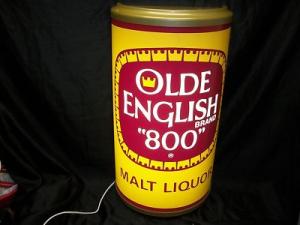 OLDE
ENGLISH
BRAND
"800"
®
MALT LIQUOR